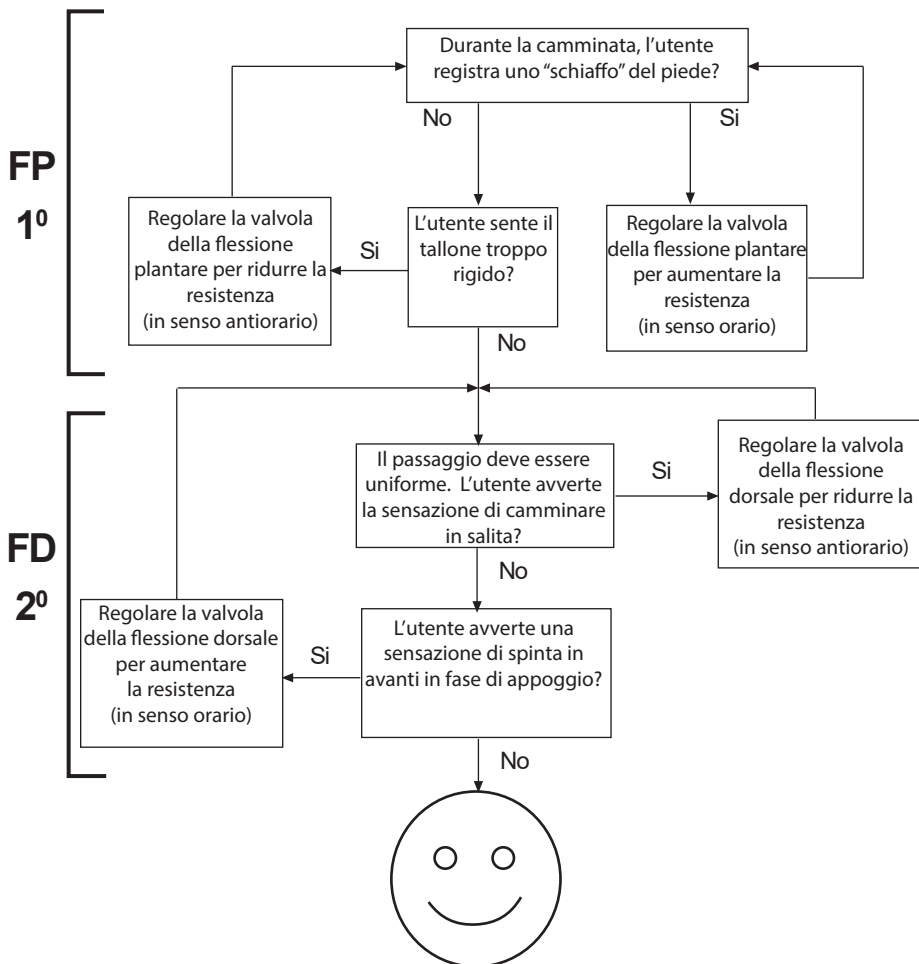 Durante la camminata, l'utente
registra uno “schiaffo” del piede?
No
Si
FP
1⁰
Regolare la valvola
della flessione
plantare per ridurre la
resistenza
(in senso antiorario)
Si
L'utente sente il
tallone troppo
rigido?
Regolare la valvola
della flessione plantare
per aumentare la
resistenza
(in senso orario)
No
FD
2⁰
Il passaggio deve essere
uniforme. L'utente avverte
la sensazione di camminare
in salita?
Si
Regolare la valvola
della flessione
dorsale per ridurre la
resistenza
(in senso antiorario)
No
Regolare la valvola
della flessione dorsale
per aumentare
la resistenza
(in senso orario)
Si
L'utente avverte una
sensazione di spinta in
avanti in fase di appoggio?
No